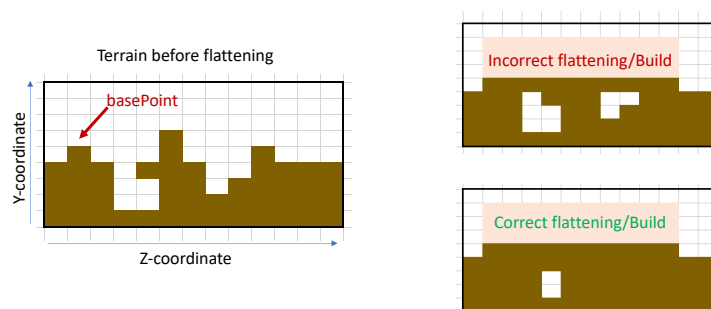 Terrain before flattening
basePoint
Y-coordinate
Z-coordinate
Incorrect flattening/Build
Correct flattening/Build